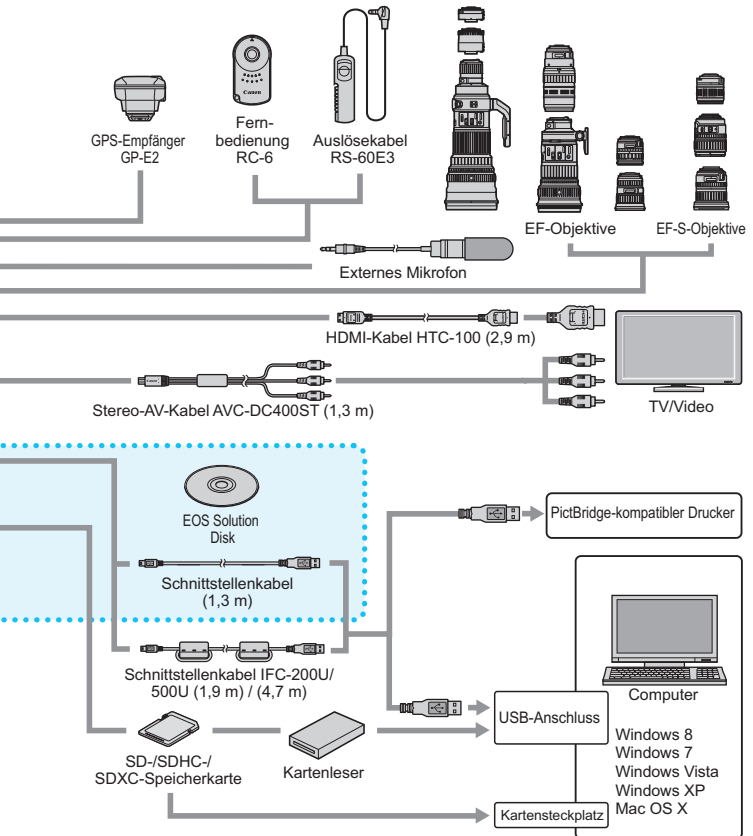 Canon
GPS-Empfänger
GP-E2
Fern-
bedienung
RC-6
Auslösekabel
RS-60E3
EF-Objektive
EF-S-Objektive
Externes Mikrofon
HDMI-Kabel HTC-100 (2,9 m)
Stereo-AV-Kabel AVC-DC400ST (1,3 m)
TV/Video
EOS Solution
Disk
PictBridge-kompatibler Drucker
Schnittstellenkabel
(1,3 m)
Schnittstellenkabel IFC-200U/
500U (1,9 m) / (4,7 m)
Computer
USB-Anschluss
Windows 8
Windows 7
Windows Vista
Windows XP
Mac OS X
SD-/SDHC-/
SDXC-Speicherkarte
Kartenleser
Kartensteckplatz